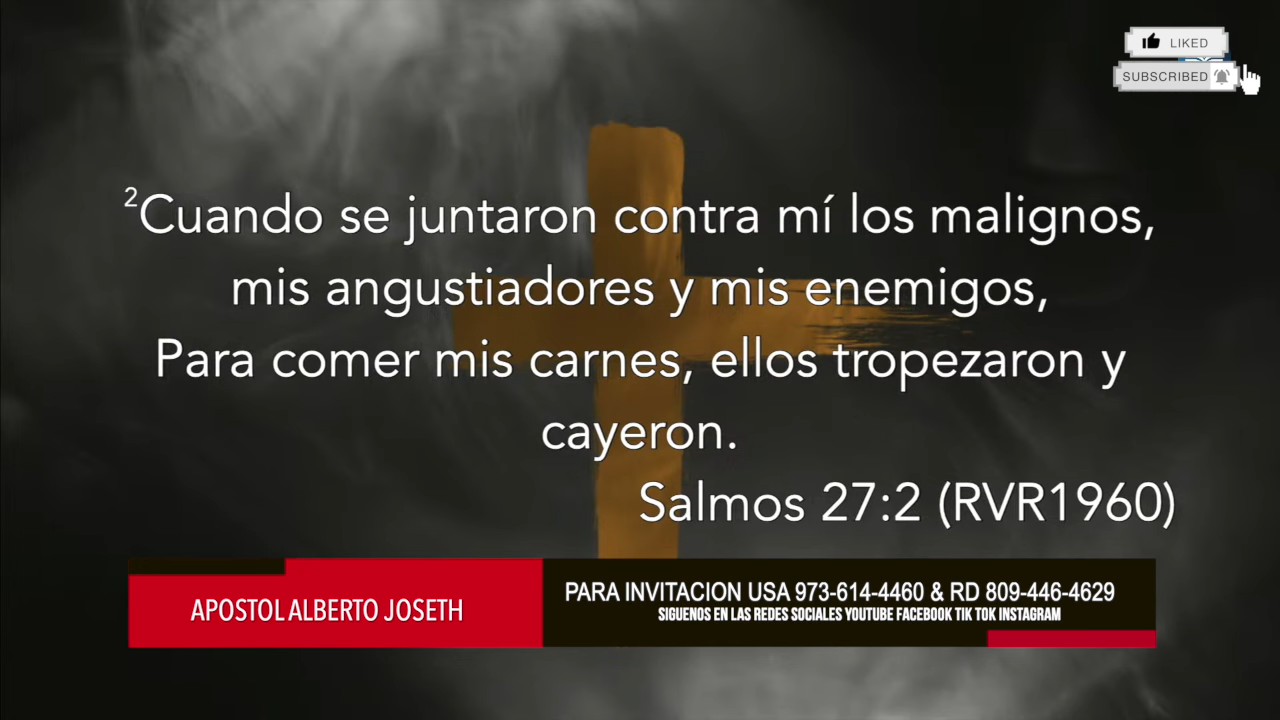 LIKED
SUBSCRIBED
²Cuando se juntaron contra mí los malignos,
mis angustiadores y mis enemigos,
Para comer mis carnes, ellos tropezaron y
cayeron.
Salmos 27:2 (RVR1960)
APOSTOL ALBERTO JOSETH
PARA INVITACION USA 973-614-4460 & RD 809-446-4629
SIGUENOS EN LAS REDES SOCIALES YOUTUBE FACEBOOK TIK TOK INSTAGRAM